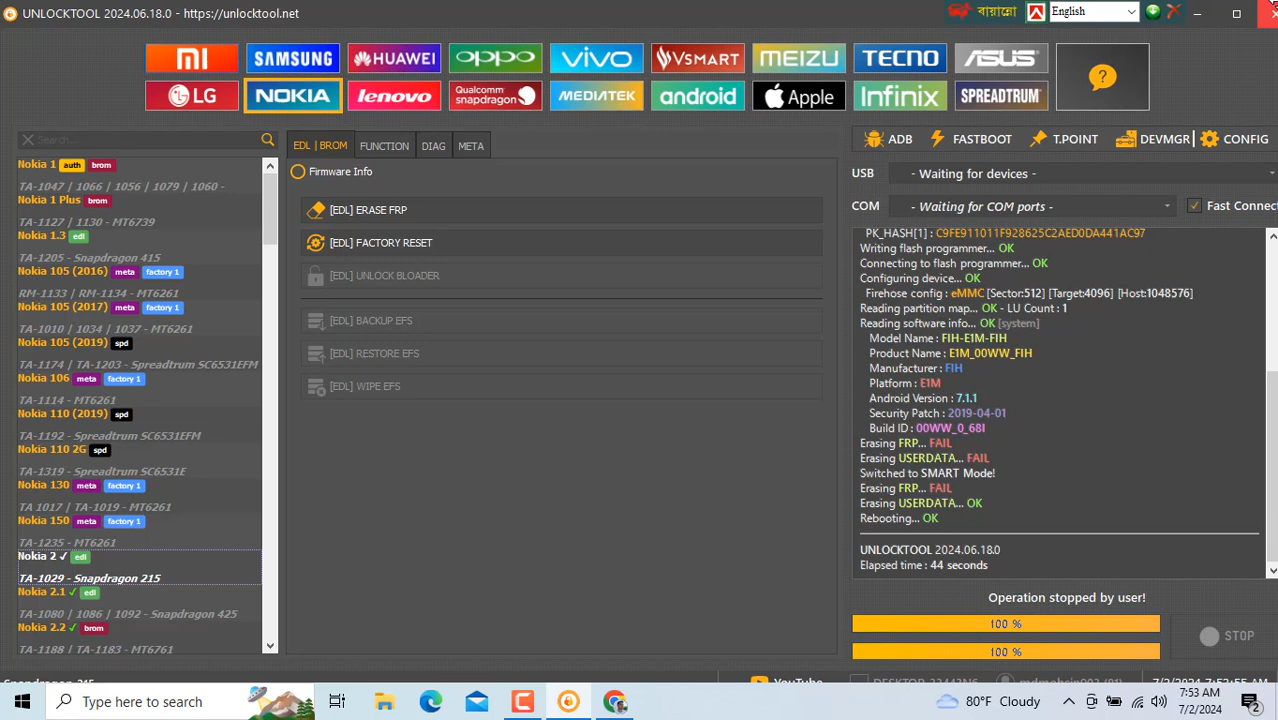 UNLOCKTOOL 2024.06.18.0 - https://unlocktool.net
বায়ান্নো
English
MI SAMSUNG HUAWEI oppo vivo VSMART MEIZU TECNO ASUS
LG NOKIA lenovo Qualcomm snapdragon MEDIATEK android Apple Infinix SPREADTRUM
Search...
EDL | BROM FUNCTION DIAG META
ADB FASTBOOT T.POINT DEVMGR CONFIG
Nokia 1 auth brom
TA-1047 | 1066 | 1056 | 1079 | 1060 -
Nokia 1 Plus brom
TA-1127 | 1130 - MT6739
Nokia 1.3 edl
TA-1205 - Snapdragon 415
Nokia 105 (2016) meta factory 1
RM-1133 | RM-1134 - MT6261
Nokia 105 (2017) meta factory 1
TA-1010 | 1034 | 1037 - MT6261
Nokia 105 (2019) spd
TA-1174 | TA-1203 - Spreadtrum SC6531EFM
Nokia 106 meta factory 1
TA-1114 - MT6261
Nokia 110 (2019) spd
TA-1192 - Spreadtrum SC6531EFM
Nokia 110 2G spd
TA-1319 - Spreadtrum SC6531E
Nokia 130 meta factory 1
TA 1017 | TA-1019 - MT6261
Nokia 150 meta factory 1
TA-1235 - MT6261
Nokia 2 ✓ edl
TA-1029 - Snapdragon 215
Nokia 2.1 ✓ edl
TA-1080 | 1086 | 1092 - Snapdragon 425
Nokia 2.2 ✓ brom
TA-1188 | TA-1183 - MT6761
Firmware Info
[EDL] ERASE FRP
[EDL] FACTORY RESET
[EDL] UNLOCK BLOADER
[EDL] BACKUP EFS
[EDL] RESTORE EFS
[EDL] WIPE EFS
USB - Waiting for devices -
COM - Waiting for COM ports - Fast Connect
PK_HASH[1] : C9FE911011F928625C2AED0DA441AC97
Writing flash programmer... OK
Connecting to flash programmer... OK
Configuring device... OK
Firehose config : eMMC [Sector:512] [Target:4096] [Host:1048576]
Reading partition map... OK - LU Count : 1
Reading software info... OK [system]
Model Name : FIH-E1M-FIH
Product Name : E1M_00WW_FIH
Manufacturer : FIH
Platform : E1M
Android Version : 7.1.1
Security Patch : 2019-04-01
Build ID : 00WW_0_68I
Erasing FRP... FAIL
Erasing USERDATA... FAIL
Switched to SMART Mode!
Erasing FRP... FAIL
Erasing USERDATA... OK
Rebooting... OK
UNLOCKTOOL 2024.06.18.0
Elapsed time : 44 seconds
Operation stopped by user!
100 %
100 %
STOP
Snapdragon 215
YouTube
Type here to search
80°F Cloudy
7:53 AM
7/2/2024
2